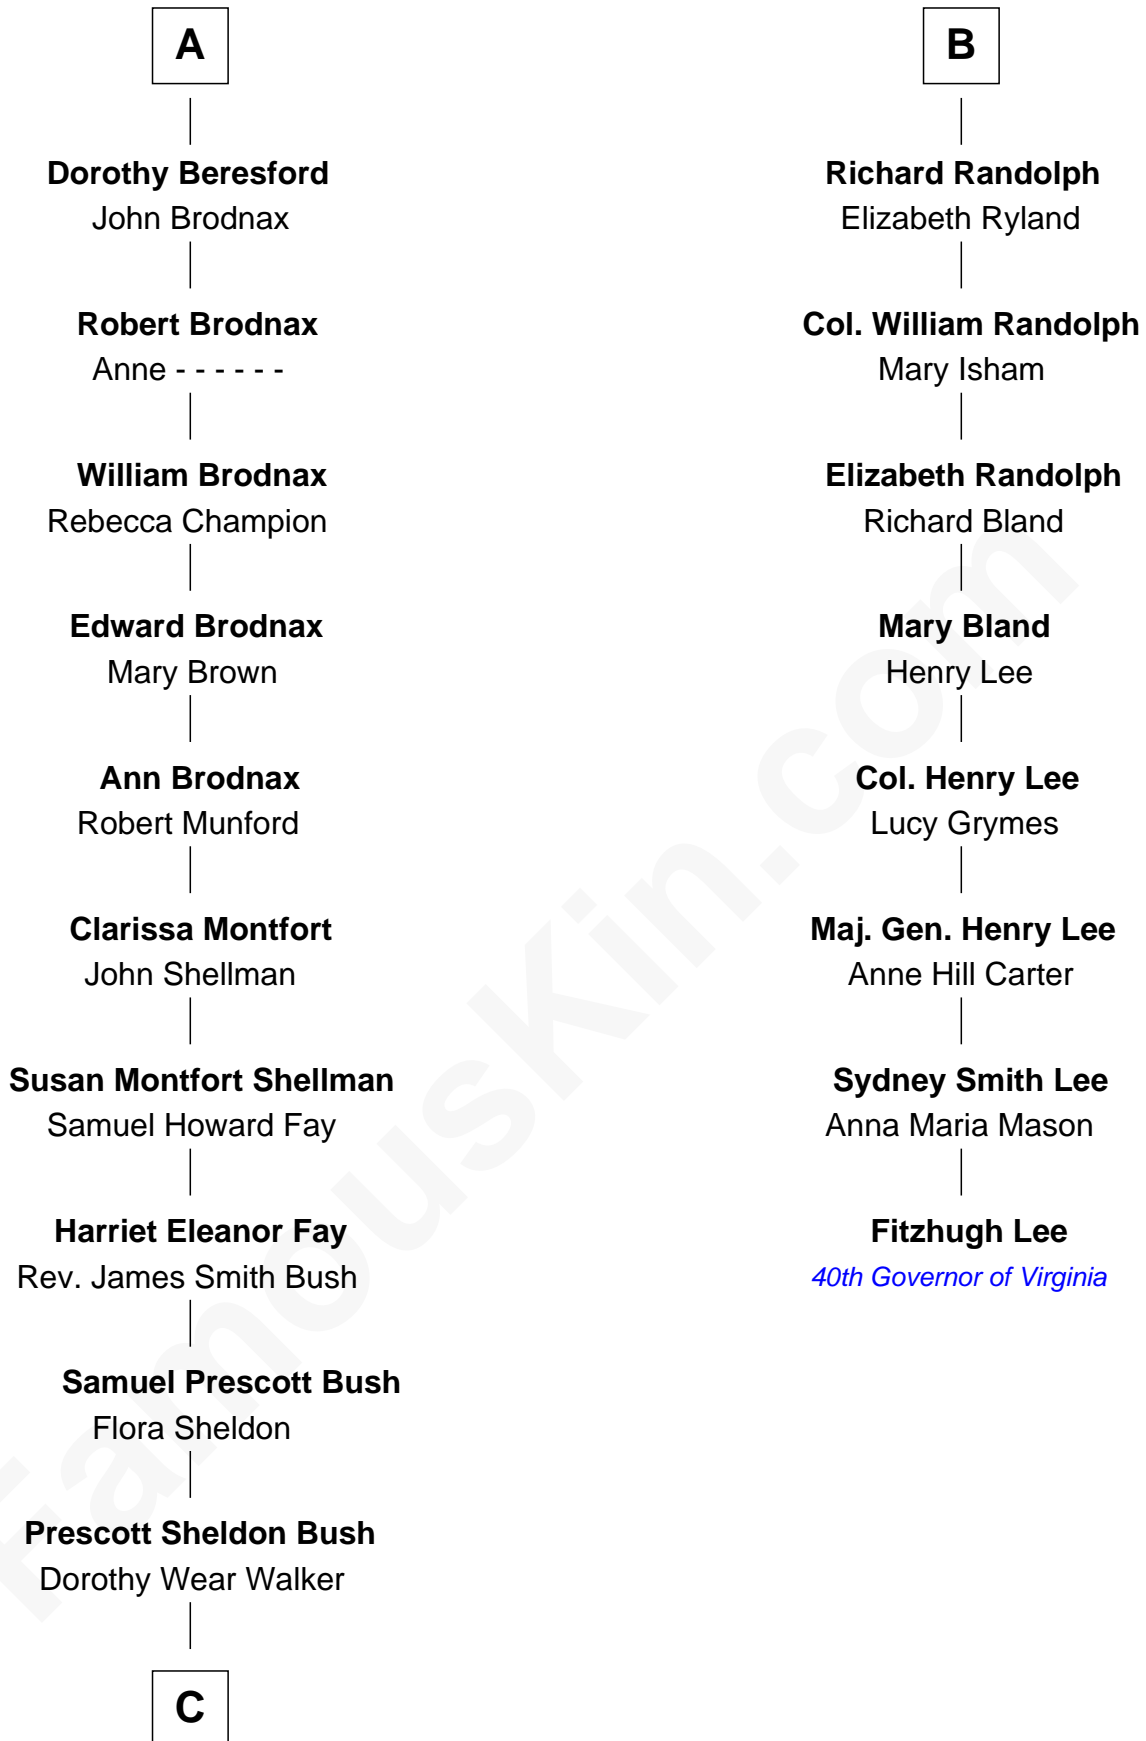 A
Dorothy Beresford
John Brodnax
Robert Brodnax
Anne - - - - - -
William Brodnax
Rebecca Champion
Edward Brodnax
Mary Brown
Ann Brodnax
Robert Munford
Clarissa Montfort
John Shellman
Susan Montfort Shellman
Samuel Howard Fay
Harriet Eleanor Fay
Rev. James Smith Bush
Samuel Prescott Bush
Flora Sheldon
Prescott Sheldon Bush
Dorothy Wear Walker
C
B
Richard Randolph
Elizabeth Ryland
Col. William Randolph
Mary Isham
Elizabeth Randolph
Richard Bland
Mary Bland
Henry Lee
Col. Henry Lee
Lucy Grymes
Maj. Gen. Henry Lee
Anne Hill Carter
Sydney Smith Lee
Anna Maria Mason
Fitzhugh Lee
40th Governor of Virginia
FamousKin.com